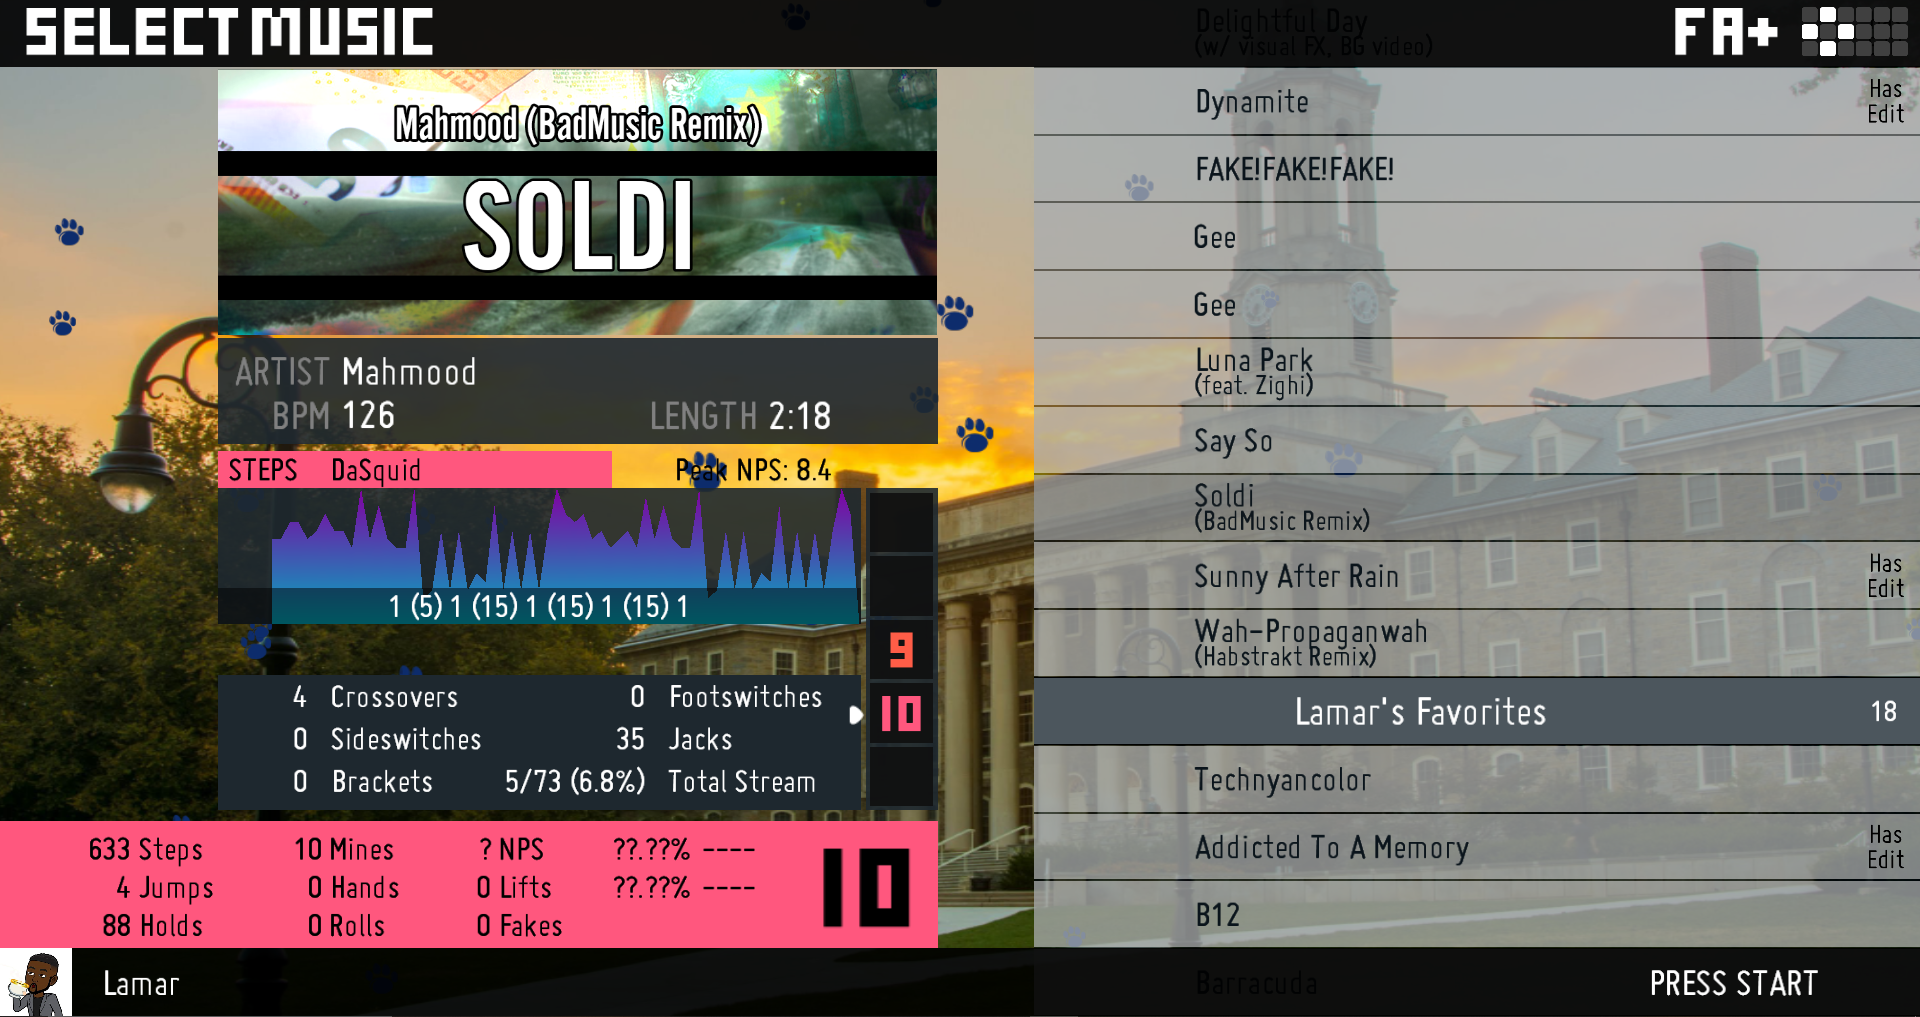 SELECT MUSIC
FA+
Mahmood (BadMusic Remix)
SOLDI
ARTIST Mahmood
BPM 126
LENGTH 2:18
STEPS DaSquid
Peak NPS: 8.4
1 (5) 1 (15) 1 (15) 1 (15) 1
9
10
4 Crossovers
0 Footswitches
0 Sideswitches
35 Jacks
0 Brackets
5/73 (6.8%) Total Stream
633 Steps
10 Mines
? NPS
??.??% ----
4 Jumps
0 Hands
0 Lifts
??.??% ----
88 Holds
0 Rolls
0 Fakes
10
Lamar
Delightful Day
(w/ visual FX, BG video)
Dynamite
Has
Edit
FAKE!FAKE!FAKE!
Gee
Gee
Luna Park
(feat. Zighi)
Say So
Soldi
(BadMusic Remix)
Sunny After Rain
Has
Edit
Wah-Propaganwah
(Habstrakt Remix)
Lamar's Favorites
18
Technyancolor
Addicted To A Memory
Has
Edit
B12
Barracuda
PRESS START